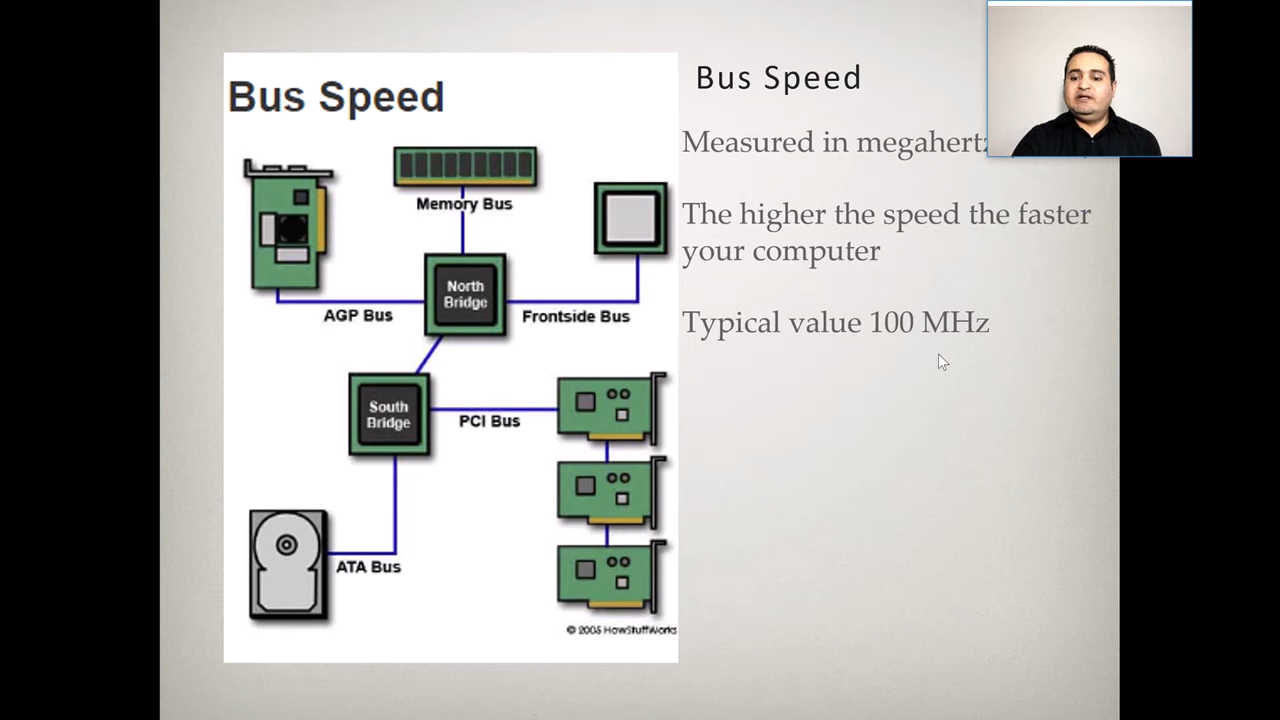 Bus Speed
Memory Bus
North
Bridge
AGP Bus
Frontside Bus
South
Bridge
PCI Bus
ATA Bus
© 2005 HowStuffWorks
Bus Speed
Measured in megahertz
The higher the speed the faster
your computer
Typical value 100 MHz